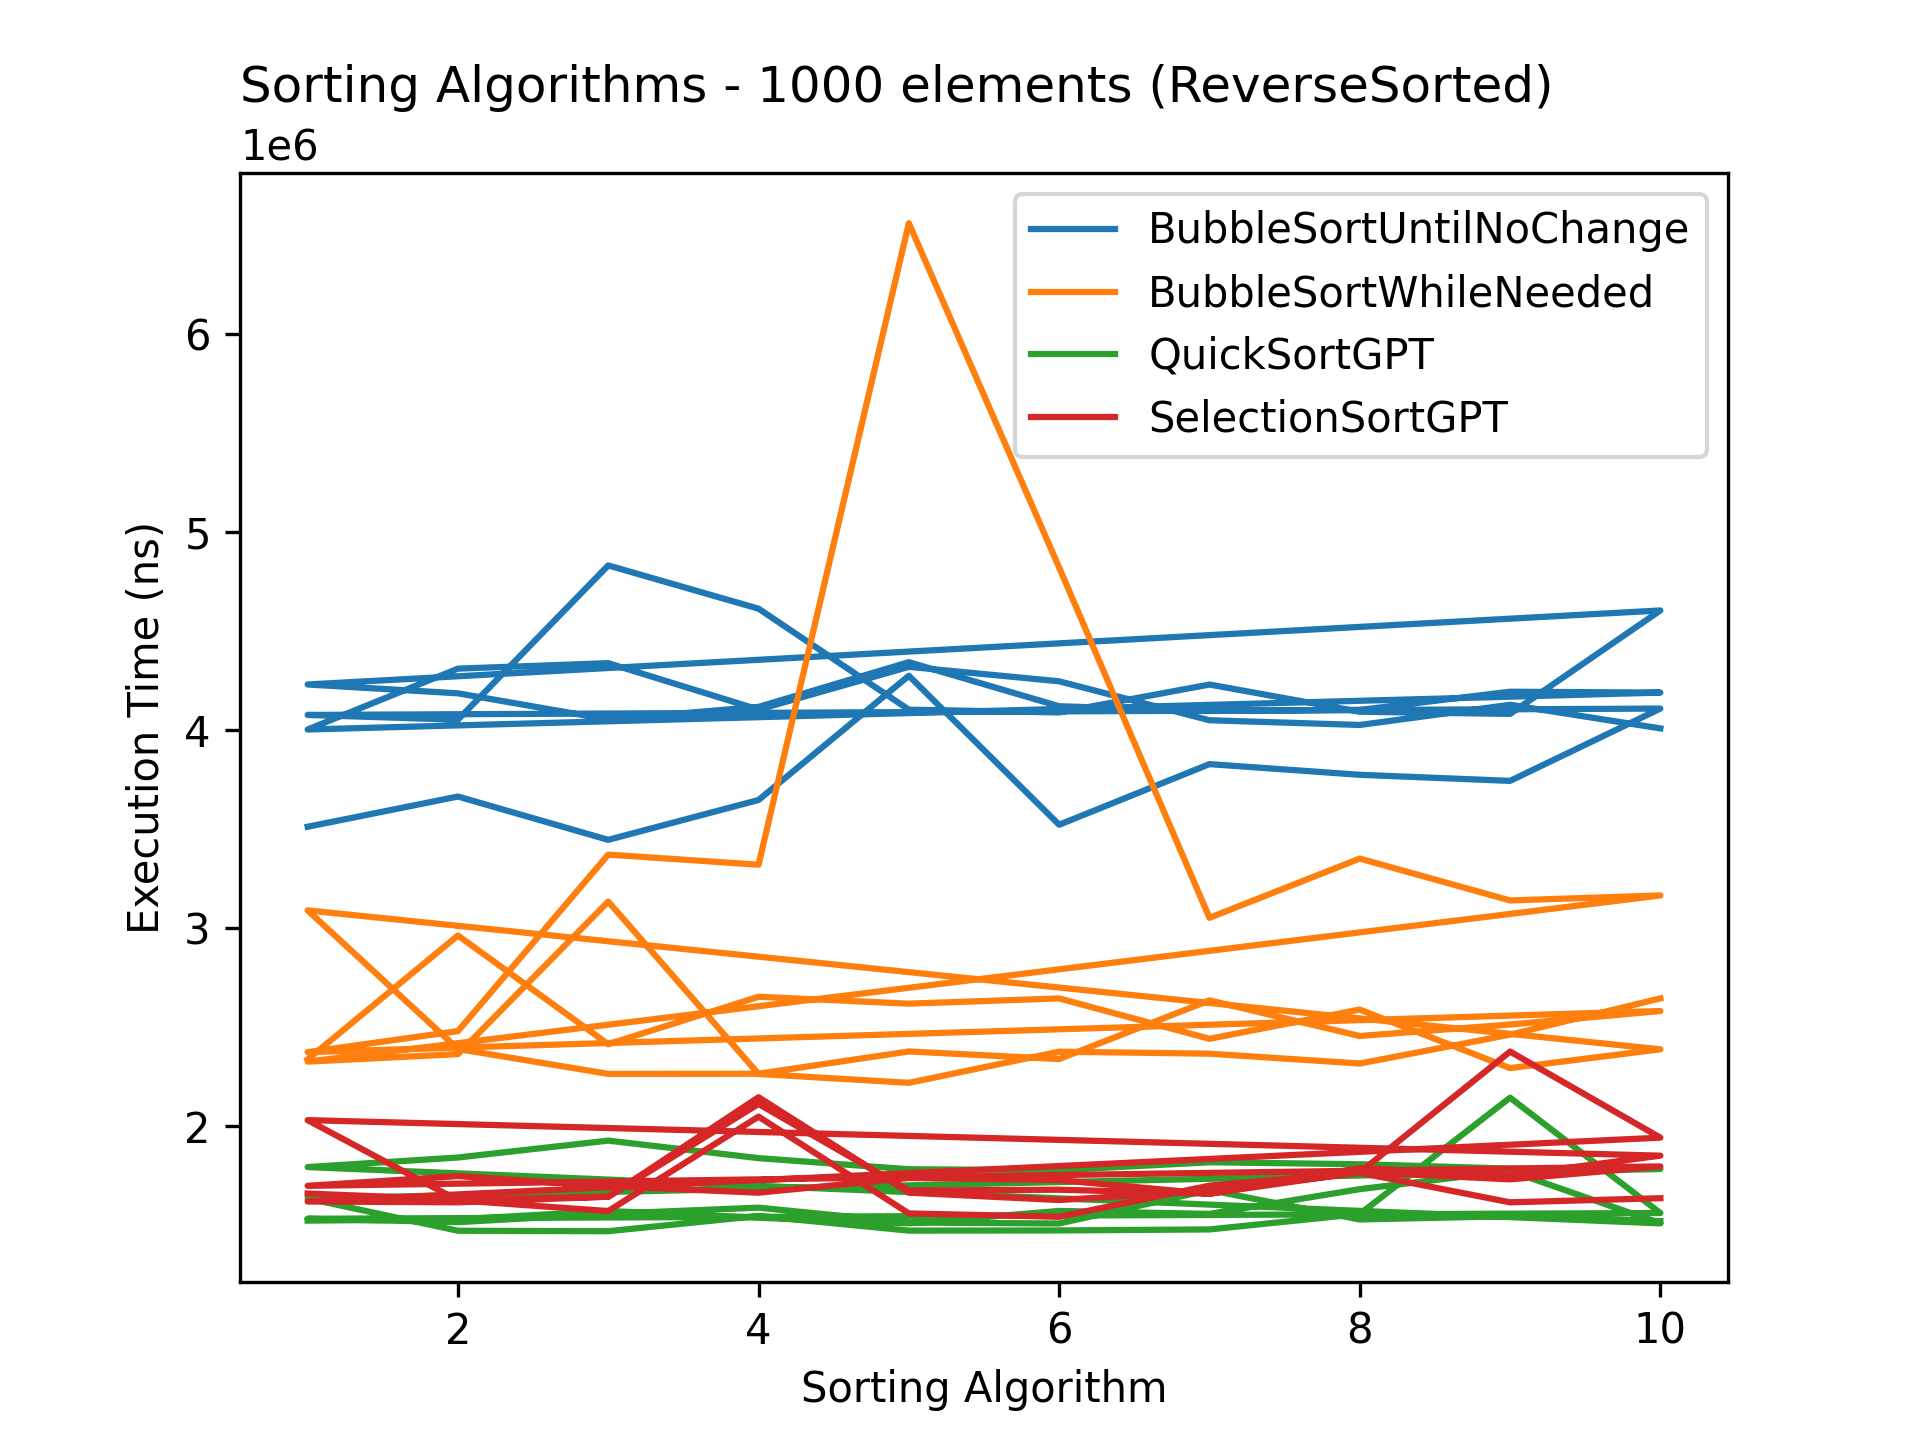 Sorting Algorithms - 1000 elements (ReverseSorted)
1e6
BubbleSortUntilNoChange
BubbleSortWhileNeeded
QuickSortGPT
SelectionSortGPT
6
5
4
3
2
Execution Time (ns)
2 4 6 8 10
Sorting Algorithm